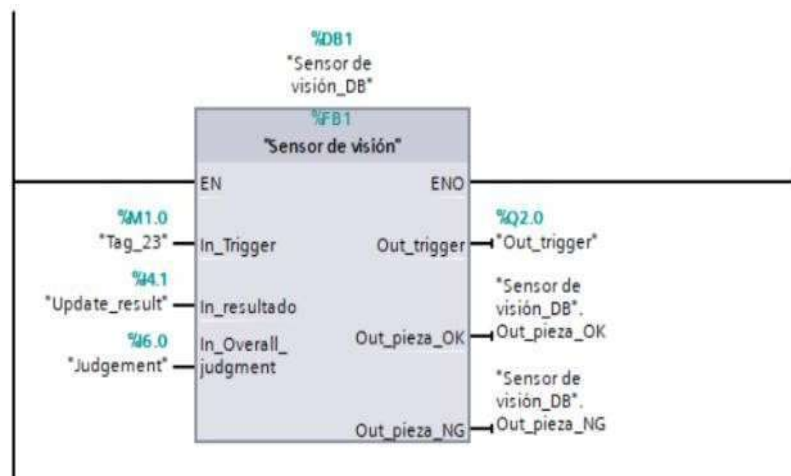 %DB1
"Sensor de
visión_DB"
%FB1
"Sensor de visión"
EN
ENO
%M1.0
"Tag_23"
In_Trigger
Out_trigger
%Q2.0
"Out_trigger"
%I4.1
"Update_result"
In_resultado
Out_pieza_OK
"Sensor de
visión_DB".
Out_pieza_OK
%I6.0
"Judgement"
In_Overall_
judgment
Out_pieza_NG
"Sensor de
visión_DB".
Out_pieza_NG